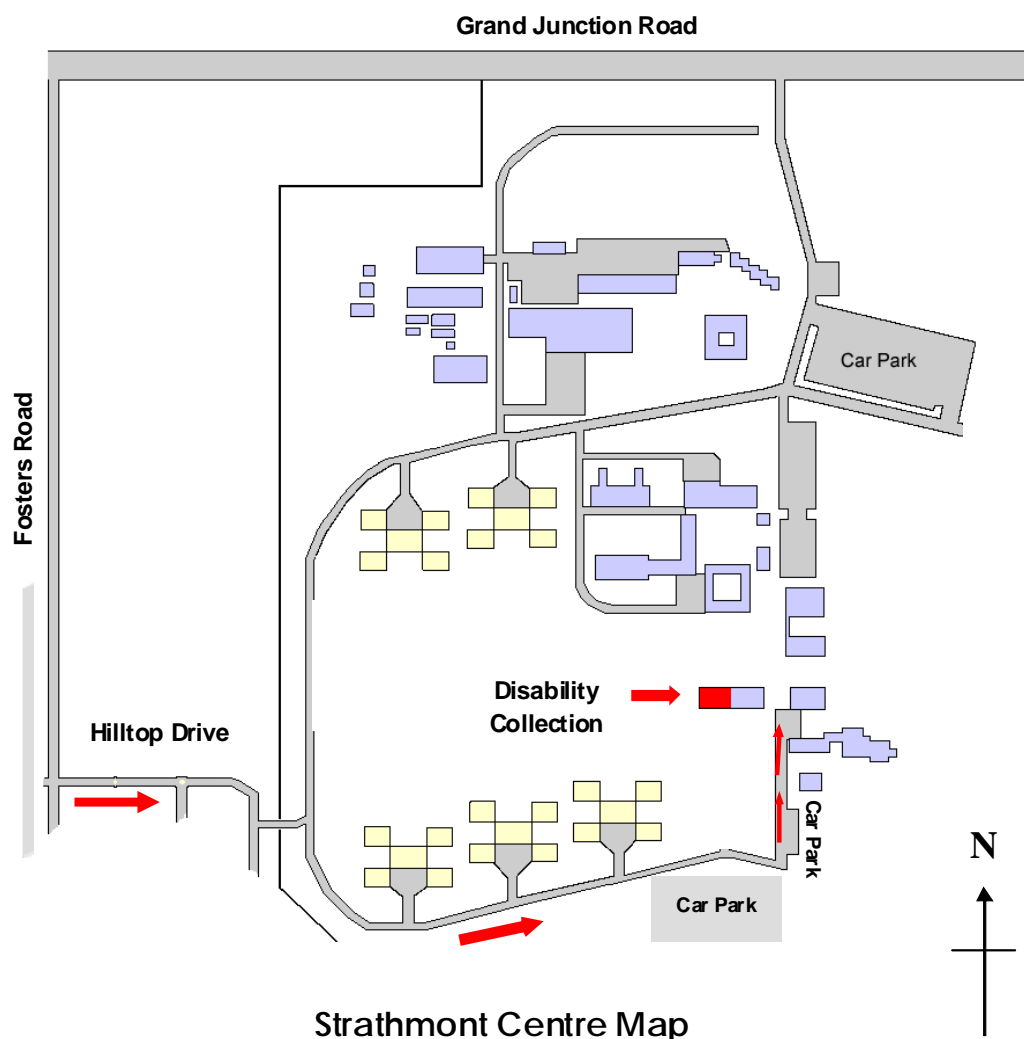 Grand Junction Road
Car Park
Fosters Road
Disability
Collection
Hilltop Drive
Car Park
Car Park
N
Strathmont Centre Map